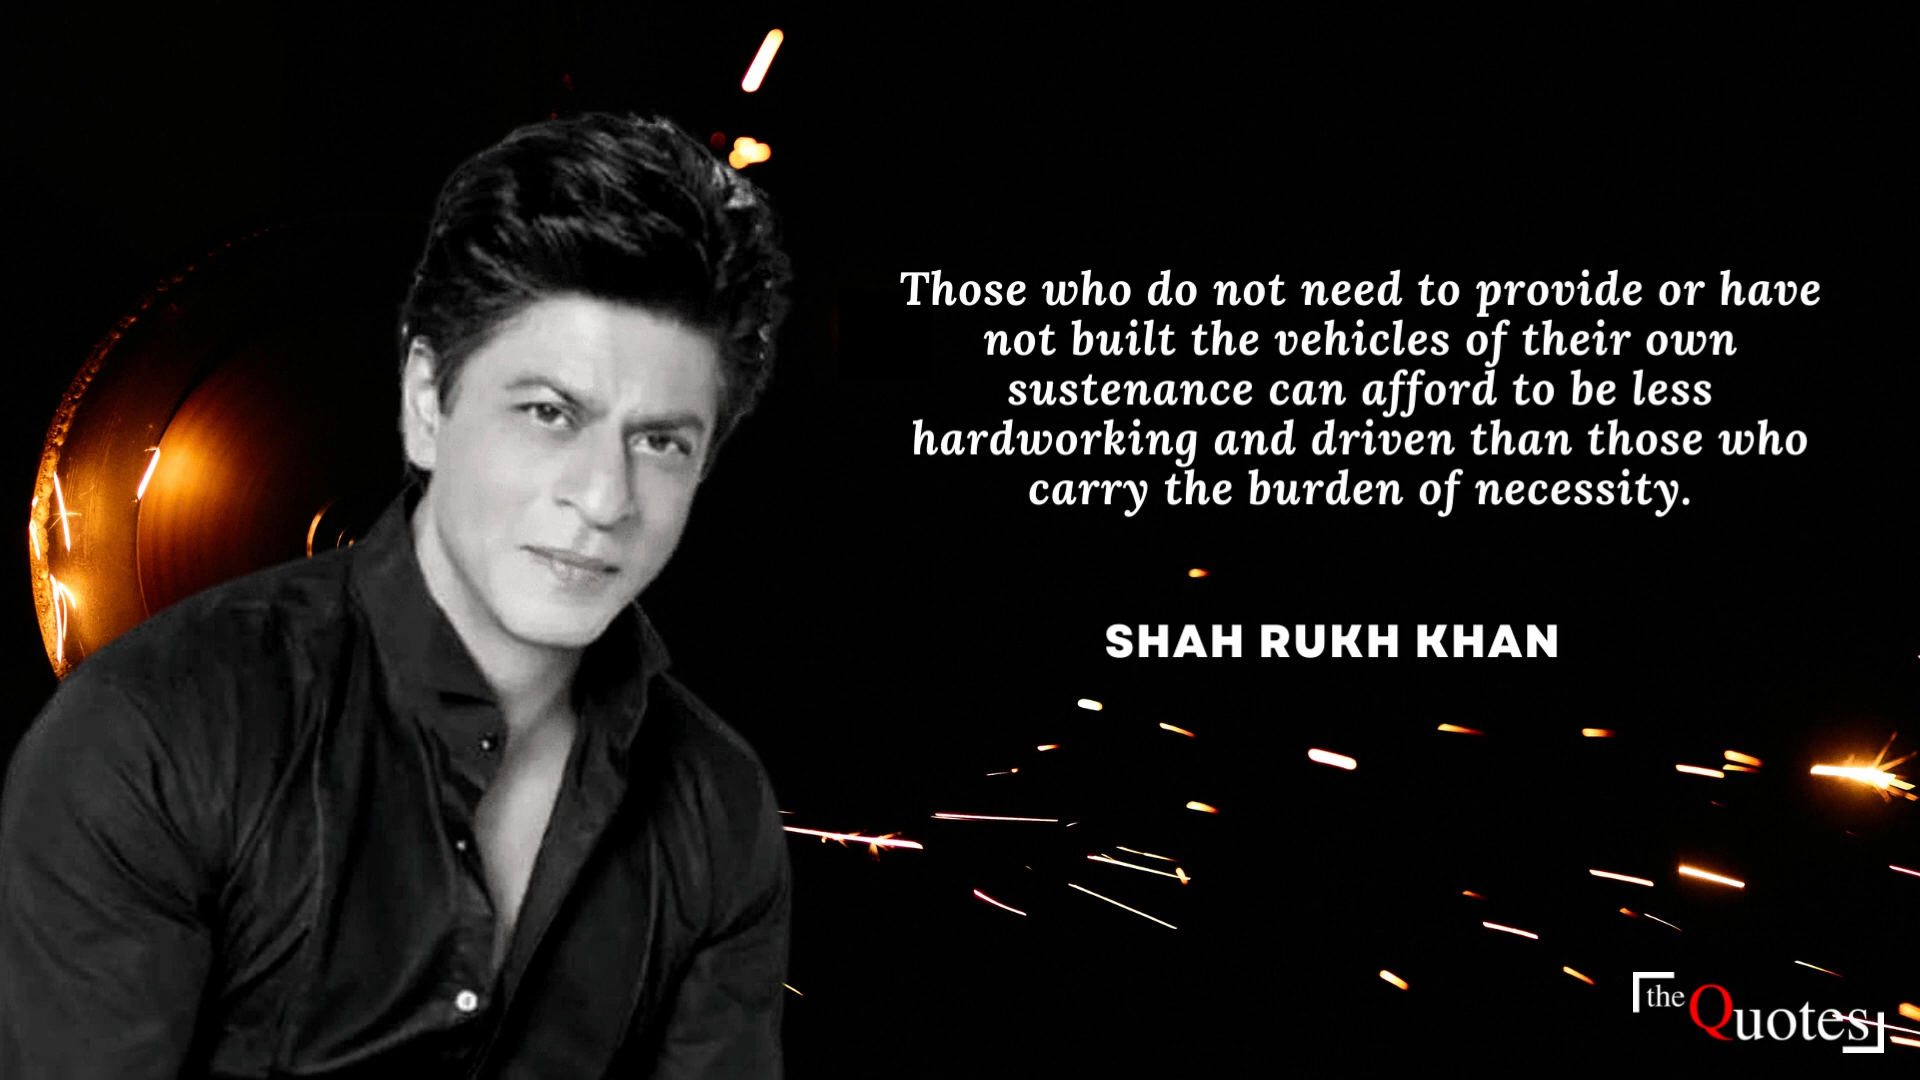 Those who do not need to provide or have
not built the vehicles of their own
sustenance can afford to be less
hardworking and driven than those who
carry the burden of necessity.
SHAH RUKH KHAN
the Quotes